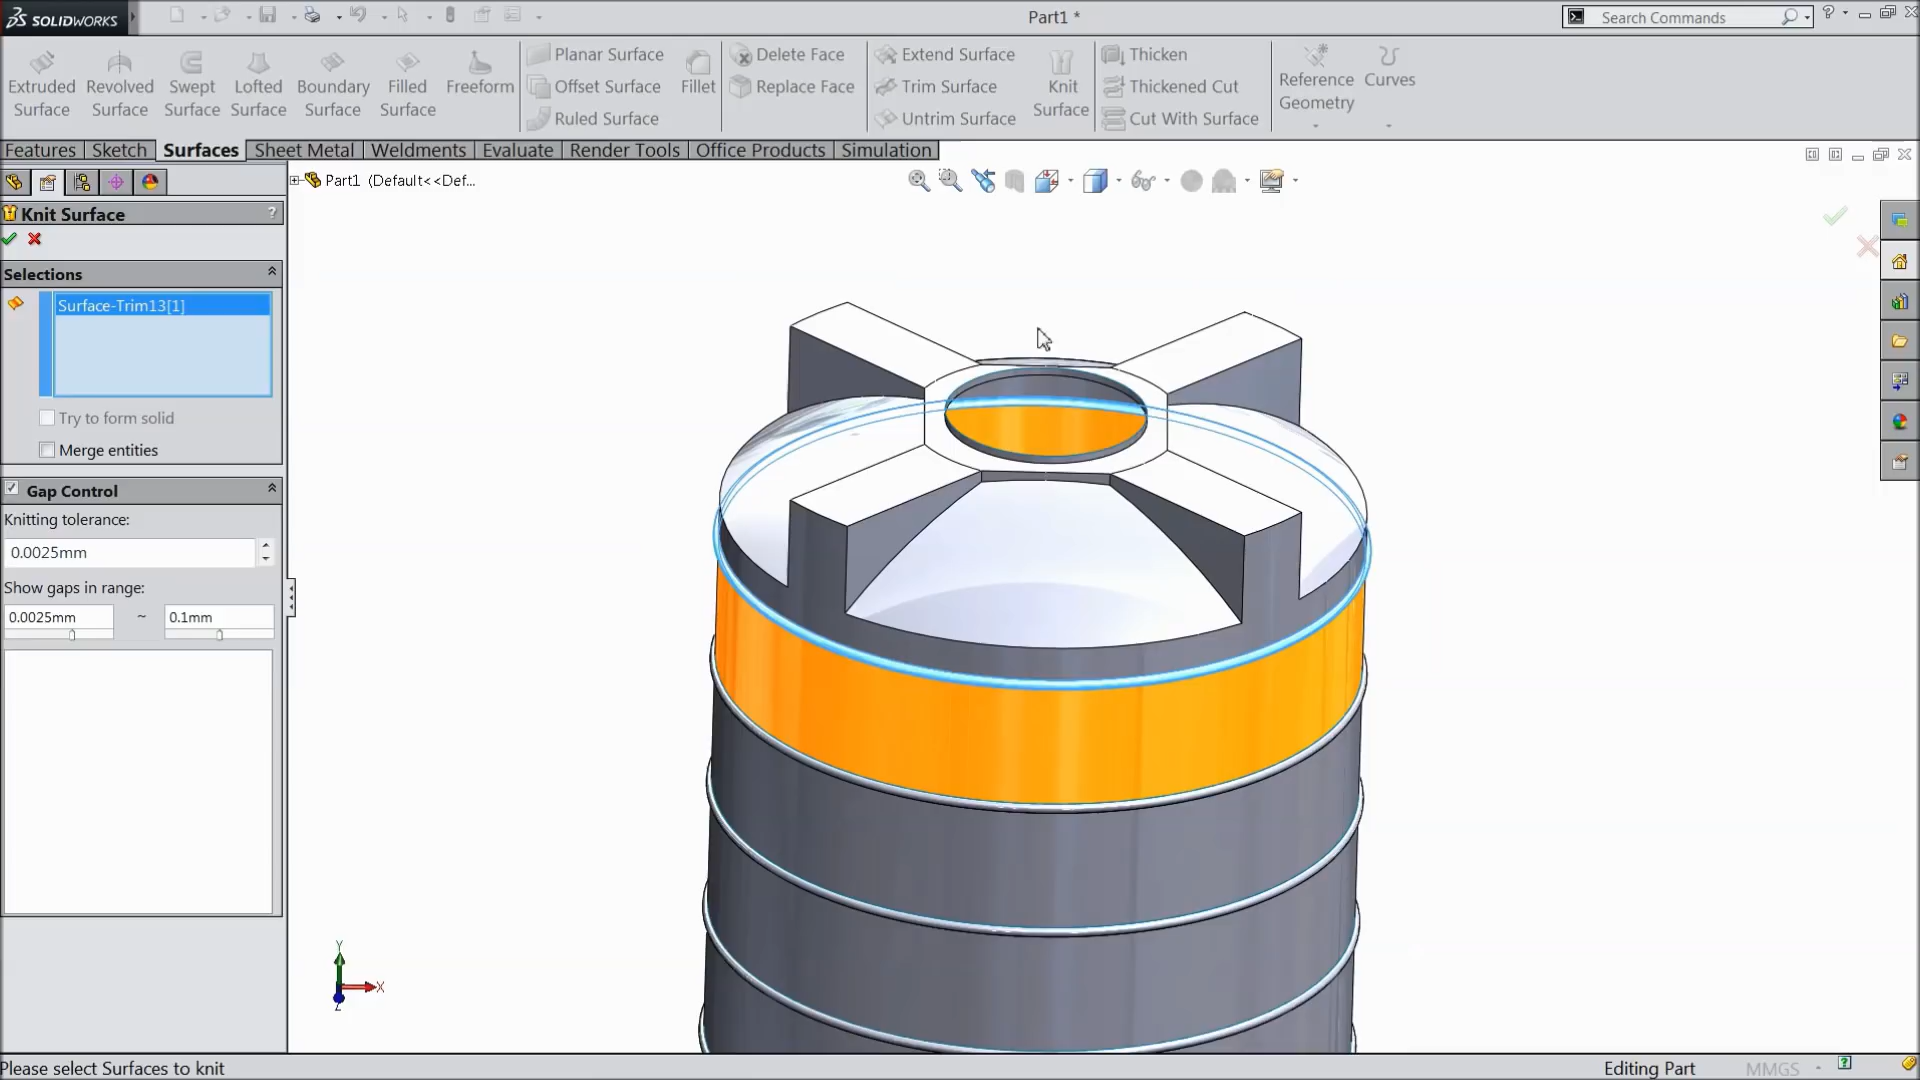 SOLIDWORKS
Part1 *
Search Commands
Extruded Surface
Revolved Surface
Swept Surface
Lofted Surface
Boundary Surface
Filled Surface
Freeform
Planar Surface
Offset Surface
Ruled Surface
Fillet
Delete Face
Replace Face
Extend Surface
Trim Surface
Untrim Surface
Knit Surface
Thicken
Thickened Cut
Cut With Surface
Reference Geometry
Curves
Features
Sketch
Surfaces
Sheet Metal
Weldments
Evaluate
Render Tools
Office Products
Simulation
Part1 (Default<<Def...
Knit Surface
?
Selections
Surface-Trim13[1]
Try to form solid
Merge entities
Gap Control
Knitting tolerance:
0.0025mm
Show gaps in range:
0.0025mm ~ 0.1mm
Y
X
Z
Please select Surfaces to knit
Editing Part
MMGS